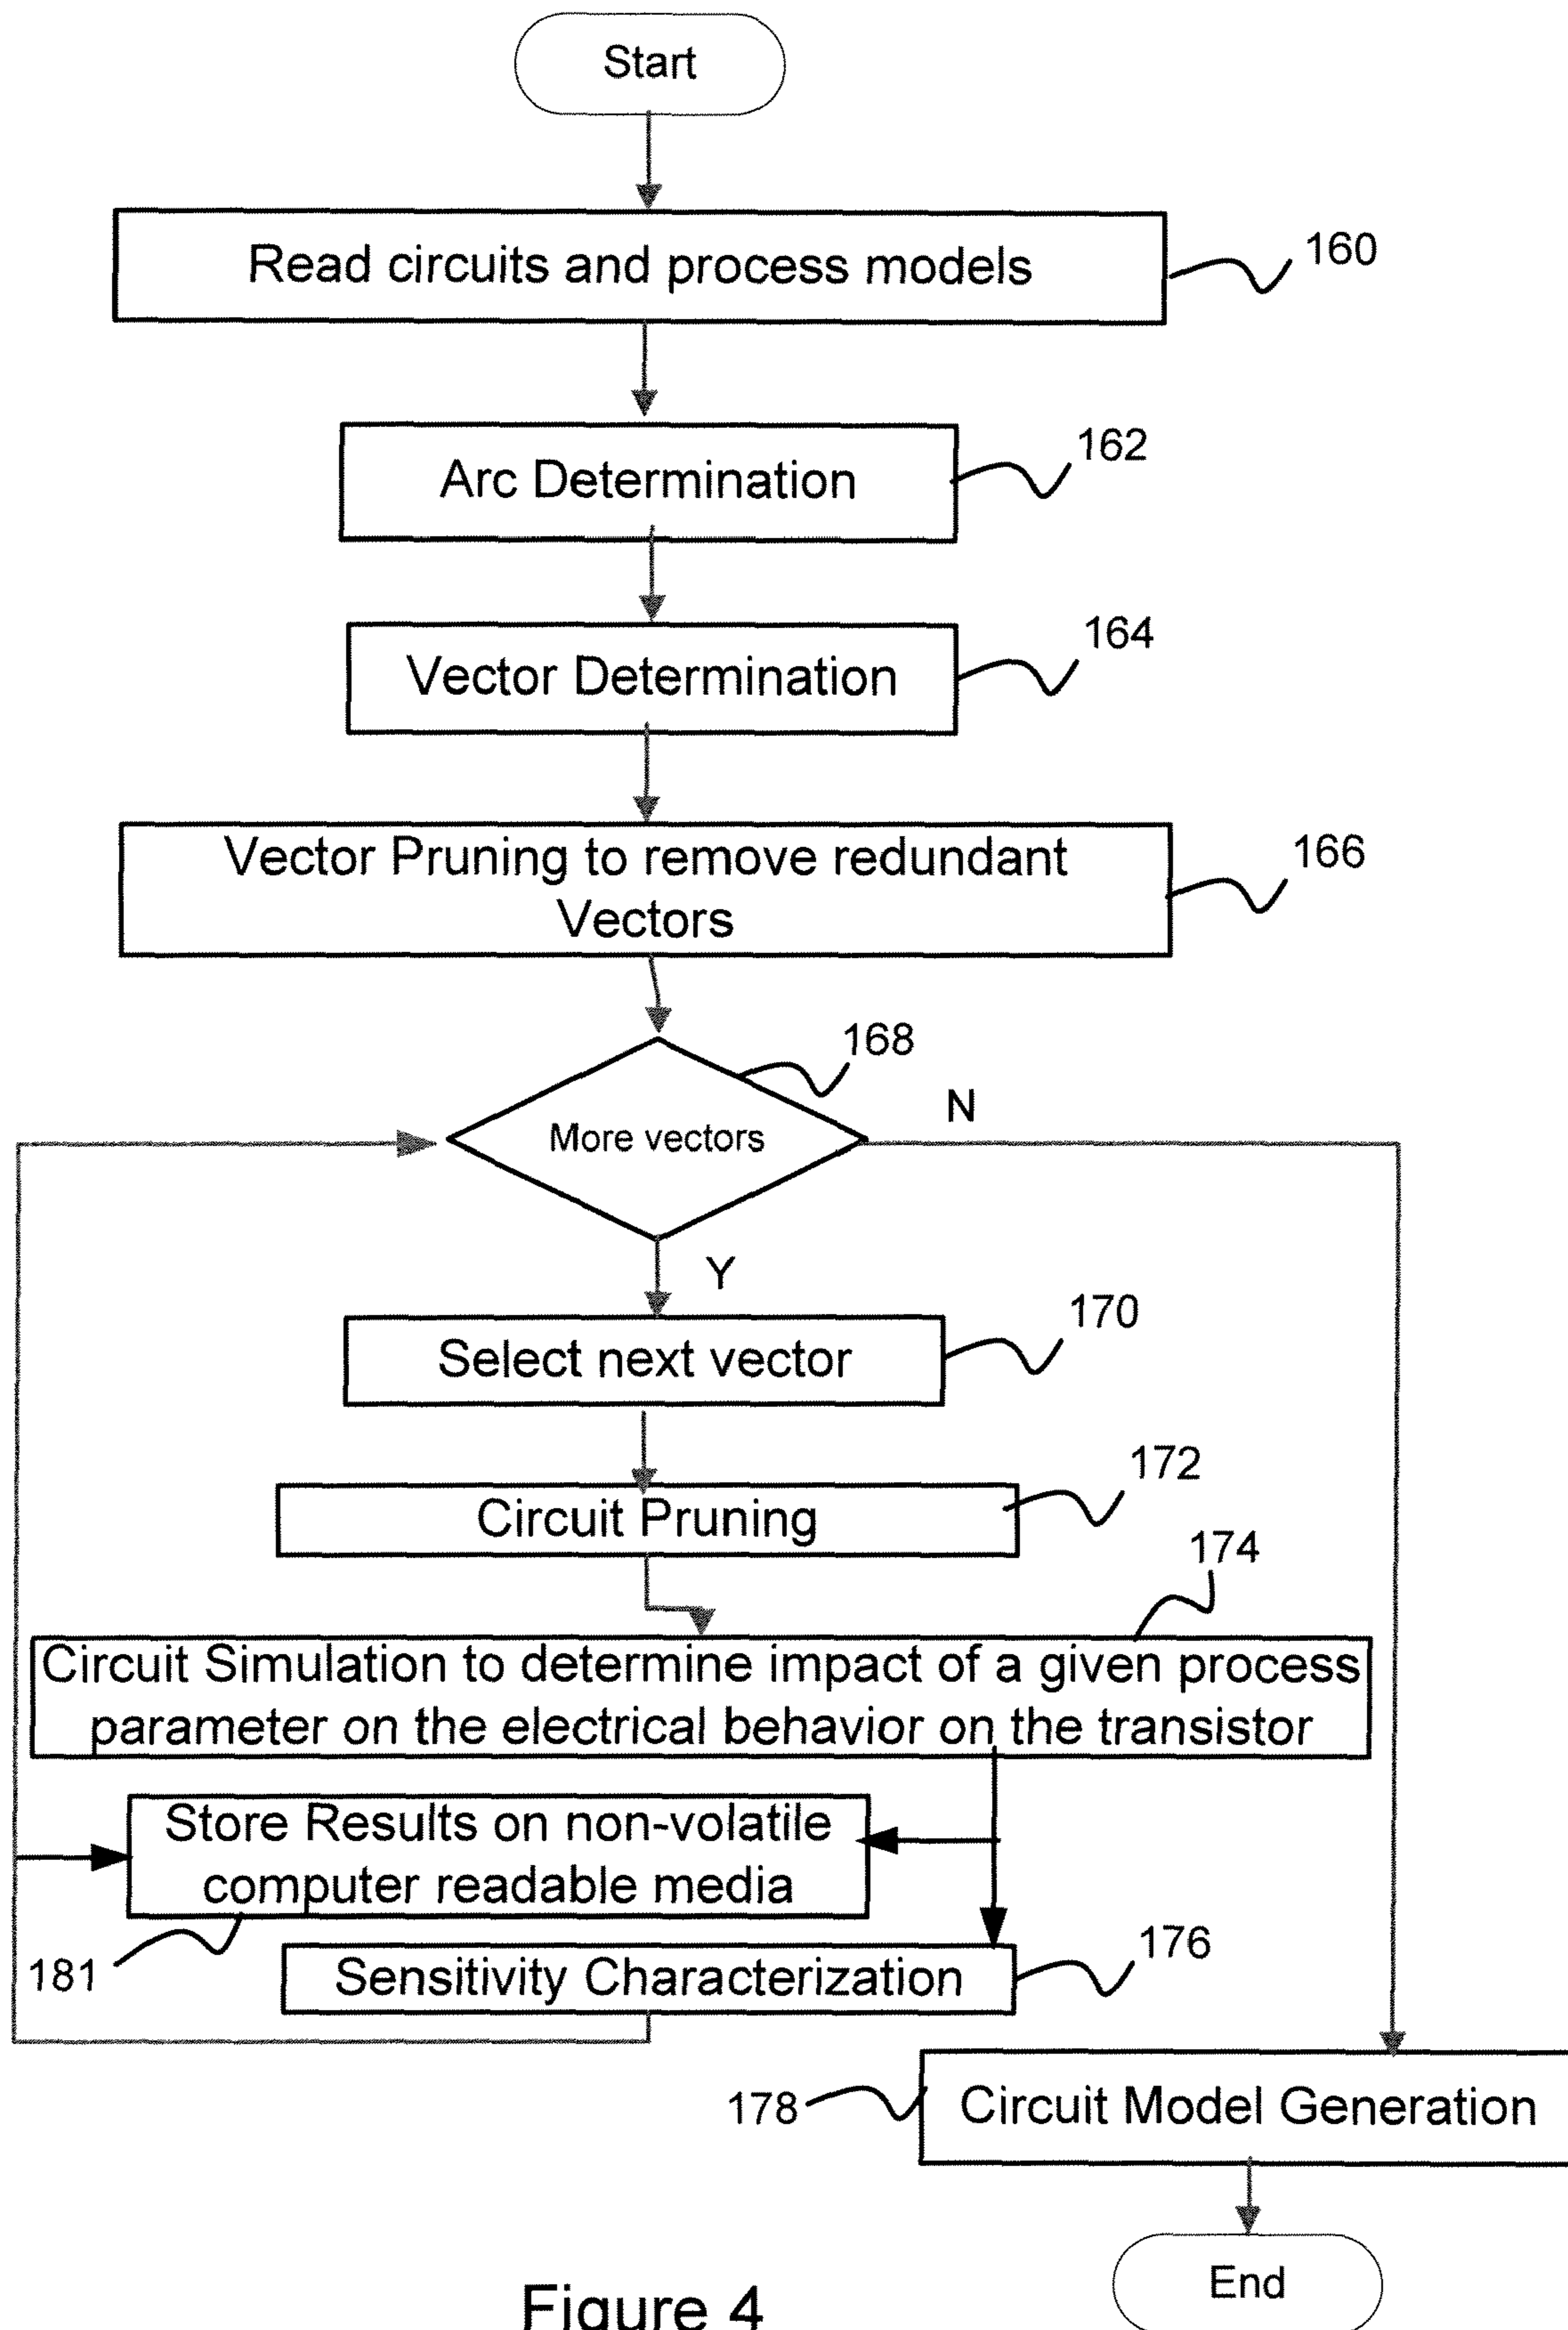 Start
Read circuits and process models
160
Arc Determination
162
Vector Determination
164
Vector Pruning to remove redundant
Vectors
166
168
More vectors
N
Y
Select next vector
170
Circuit Pruning
172
174
Circuit Simulation to determine impact of a given process
parameter on the electrical behavior on the transistor
Store Results on non-volatile
computer readable media
181
Sensitivity Characterization
176
178
Circuit Model Generation
End
Figure 4